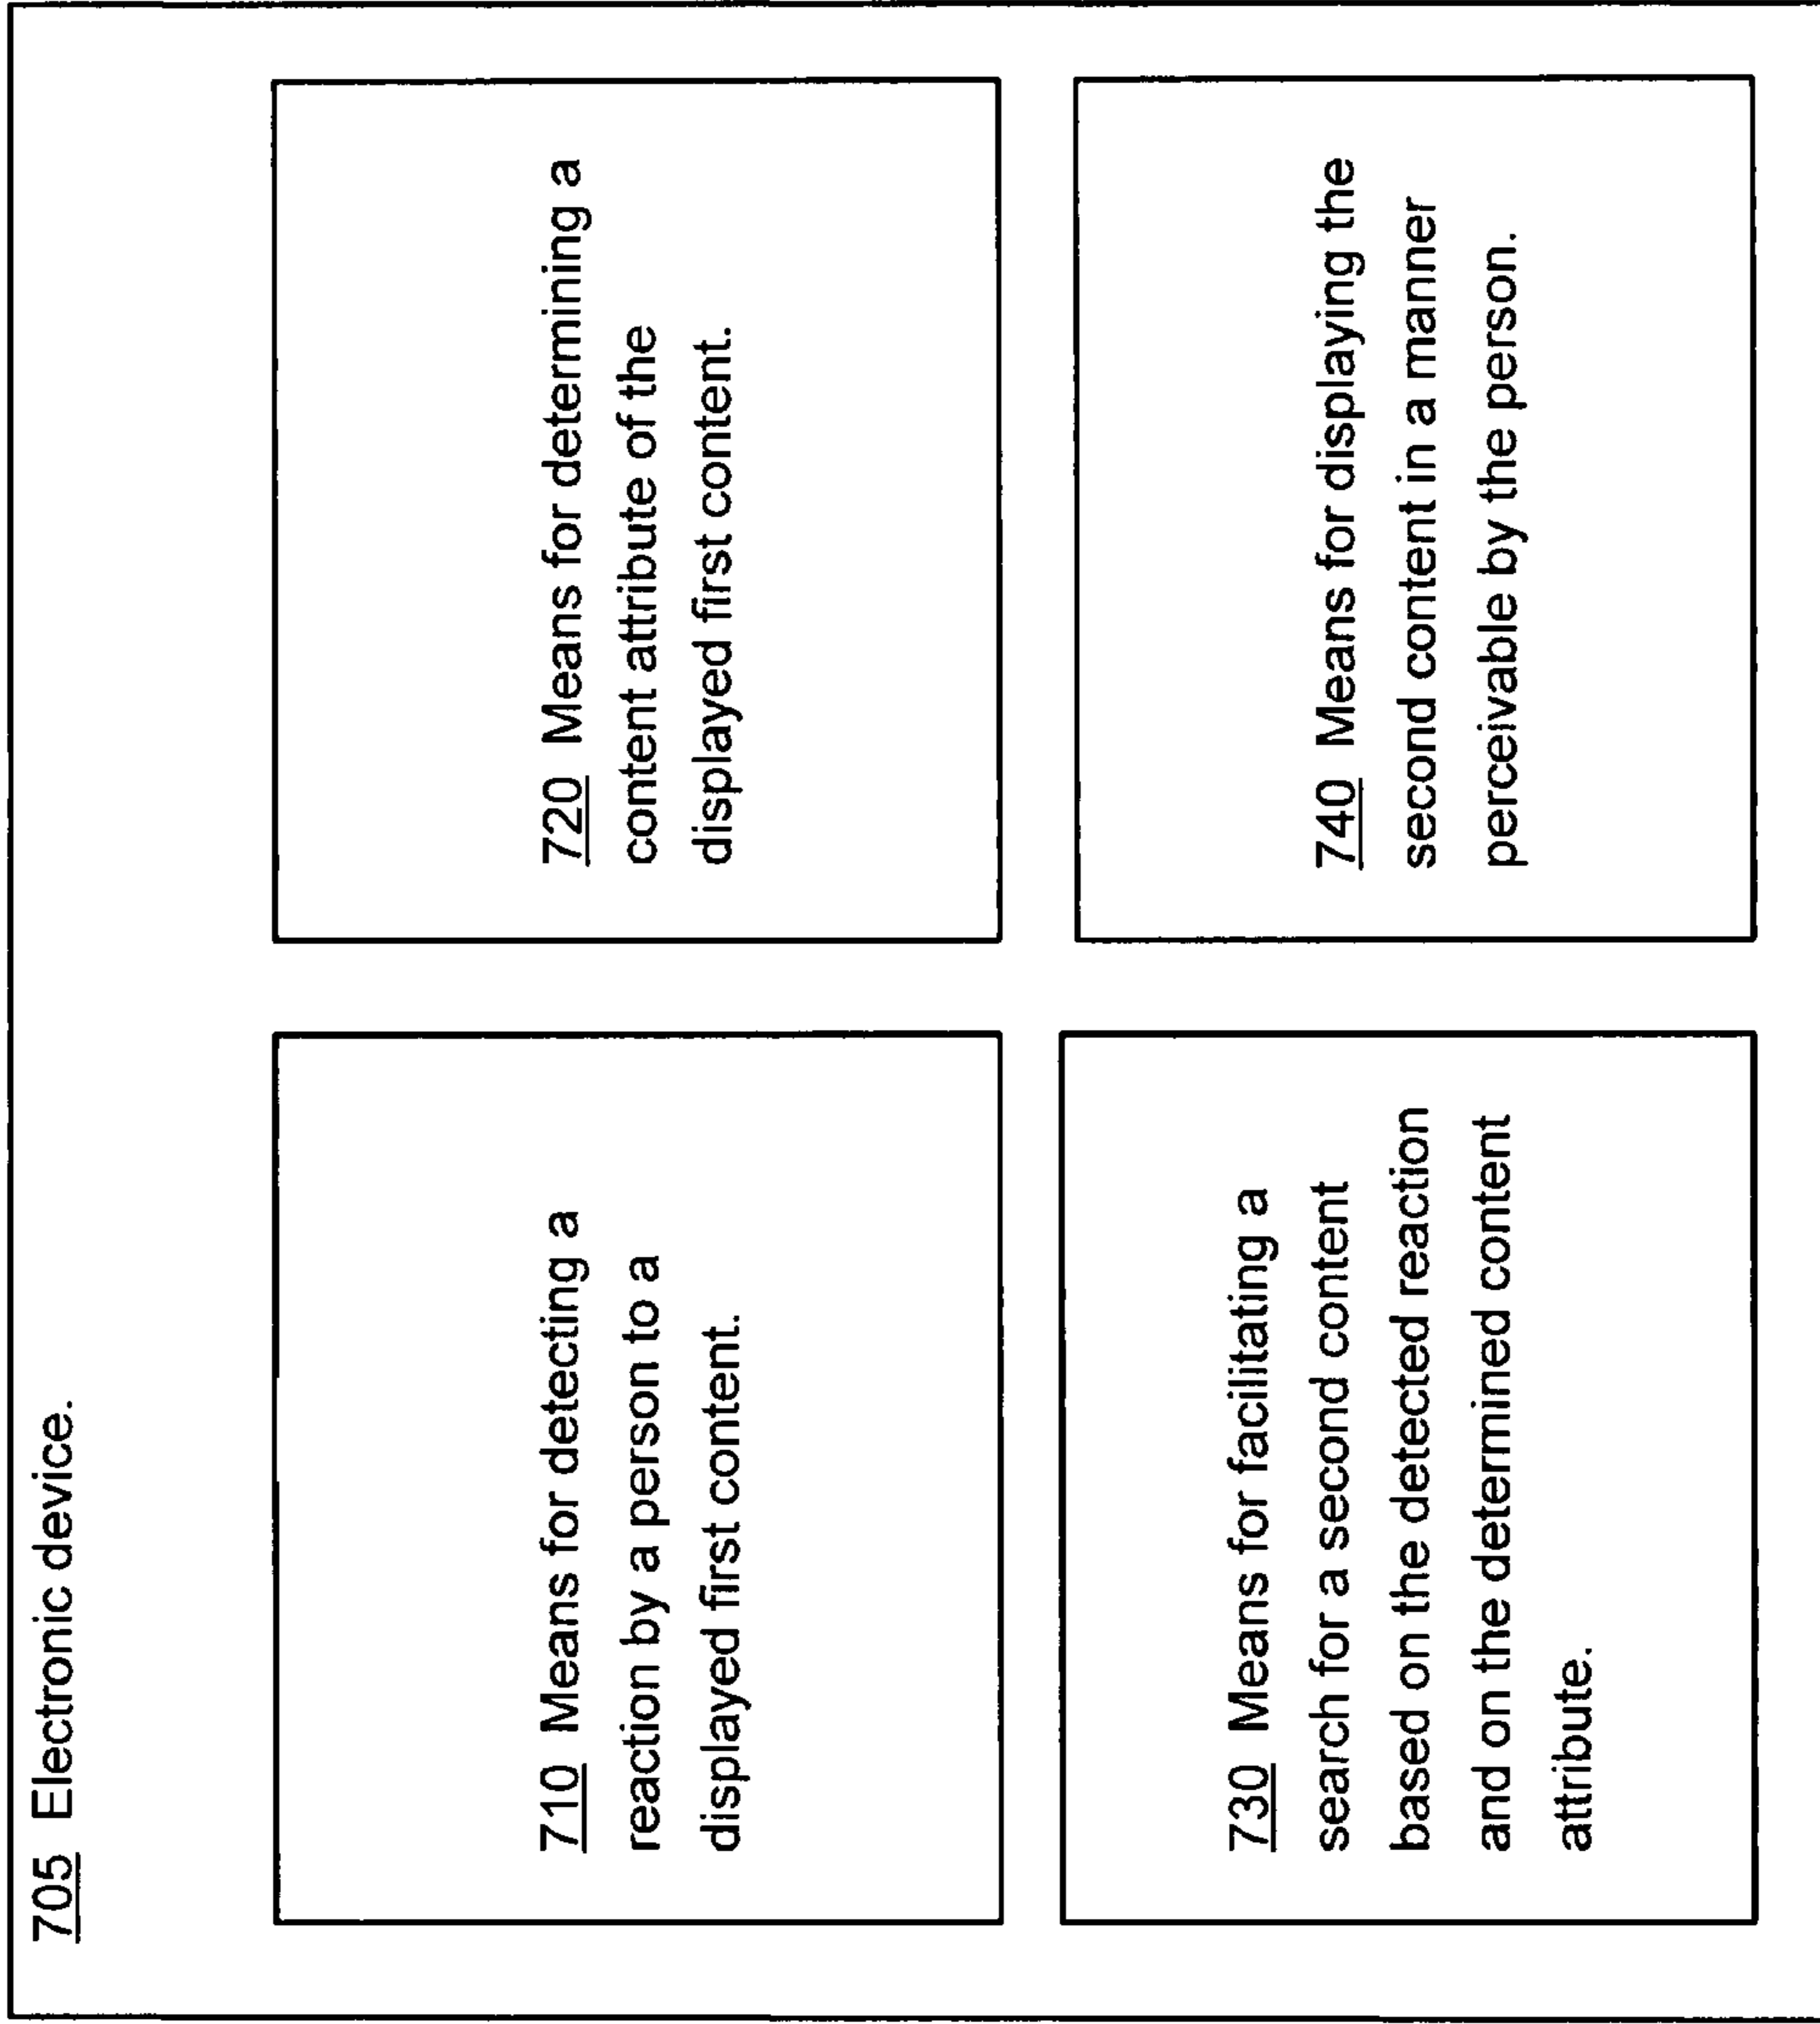 705 Electronic device.
710 Means for detecting a
reaction by a person to a
displayed first content.
720 Means for determining a
content attribute of the
displayed first content.
730 Means for facilitating a
search for a second content
based on the detected reaction
and on the determined content
attribute.
740 Means for displaying the
second content in a manner
perceivable by the person.